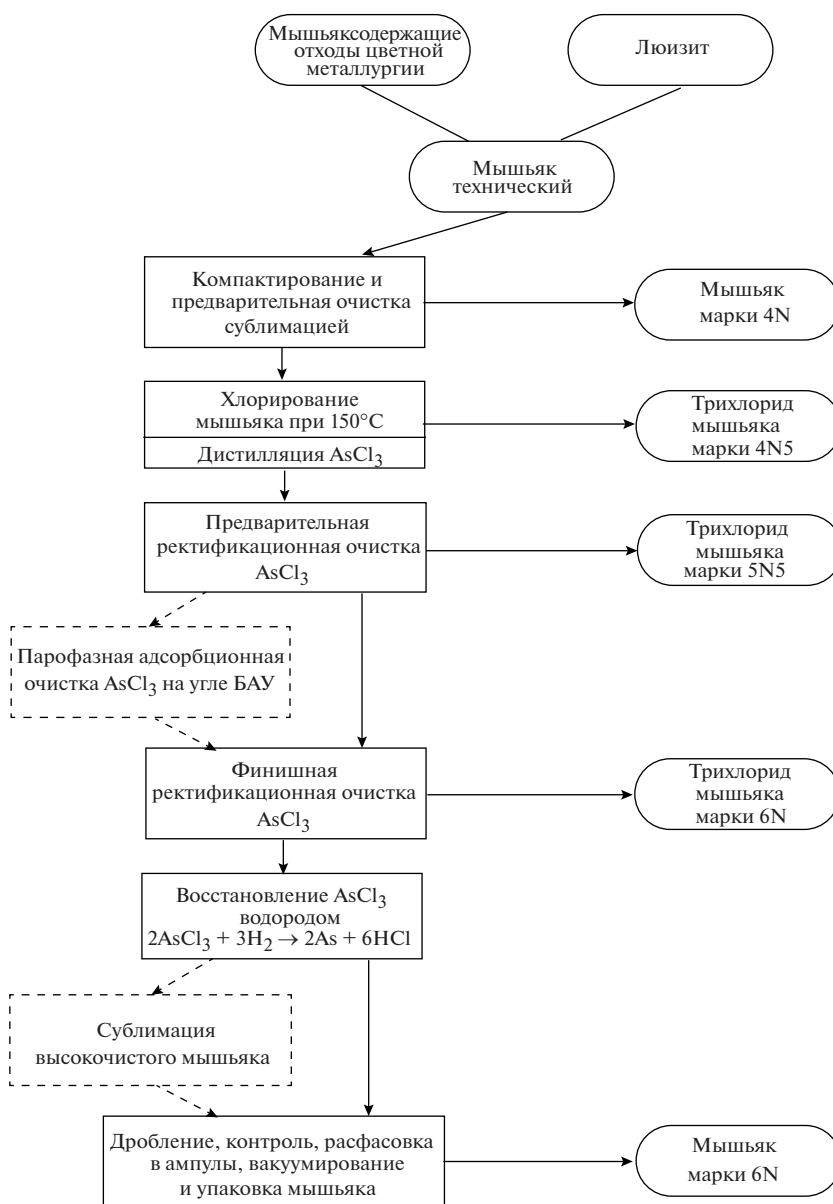 Мышьяксодержащие
отходы цветной
металлургии
Люизит
Мышьяк
технический
Компактирование и
предварительная очистка
сублимацией
Мышьяк
марки 4N
Хлорирование
мышьяка при 150°С
Дистилляция AsCl₃
Трихлорид
мышьяка
марки 4N5
Предварительная
ректификационная очистка
AsCl₃
Трихлорид
мышьяка
марки 5N5
Парофазная адсорбционная
очистка AsCl₃ на угле БАУ
Финишная
ректификационная очистка
AsCl₃
Трихлорид
мышьяка
марки 6N
Восстановление AsCl₃
водородом
2AsCl₃ + 3H₂ → 2As + 6HCl
Сублимация
высокочистого мышьяка
Дробление, контроль, расфасовка
в ампулы, вакуумирование
и упаковка мышьяка
Мышьяк
марки 6N